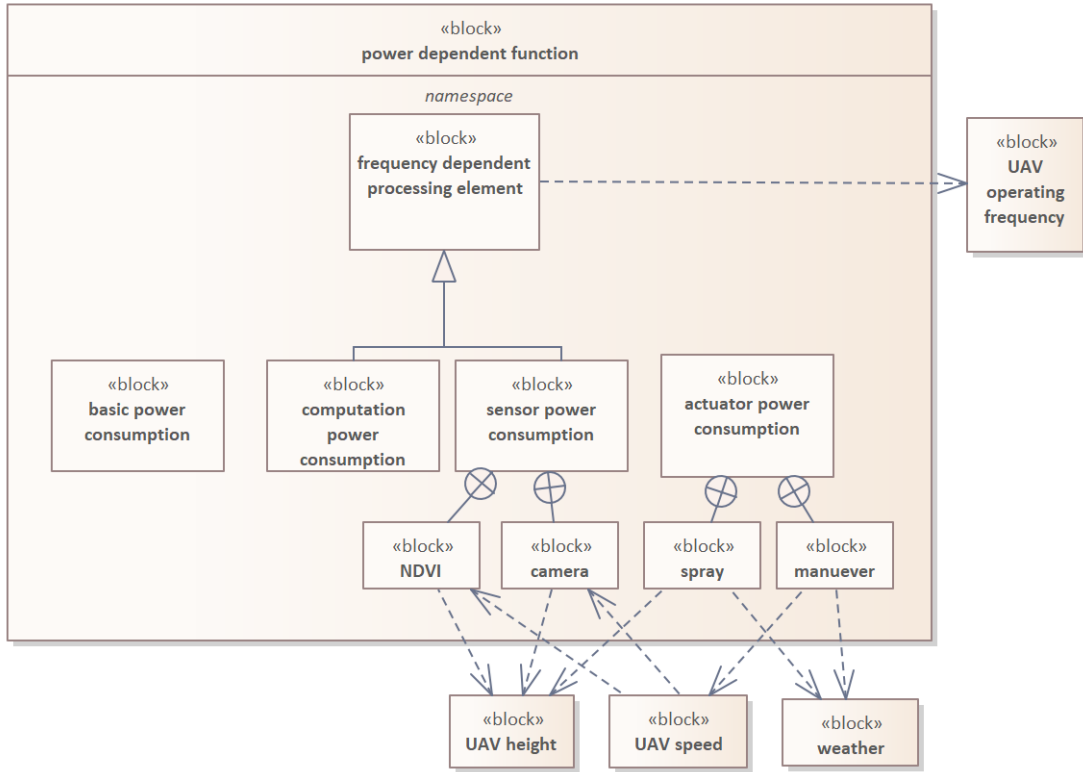 «block»
power dependent function
namespace
«block»
frequency dependent
processing element
«block»
UAV
operating
frequency
«block»
basic power
consumption
«block»
computation
power
consumption
«block»
sensor power
consumption
«block»
actuator power
consumption
«block»
NDVI
«block»
camera
«block»
spray
«block»
manuever
«block»
UAV height
«block»
UAV speed
«block»
weather